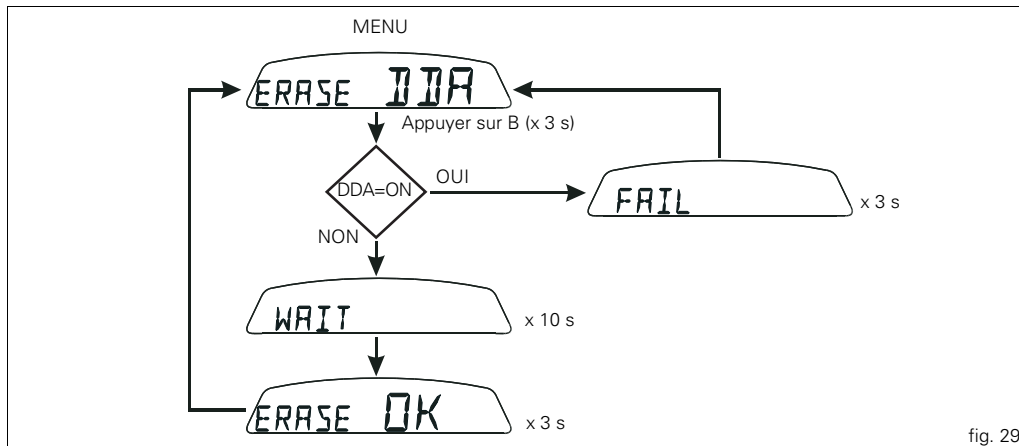 MENU
ERASE DDA
Appuyer sur B (x 3 s)
DDA=ON
OUI
FAIL
x 3 s
NON
WAIT
x 10 s
ERASE OK
x 3 s
fig. 29